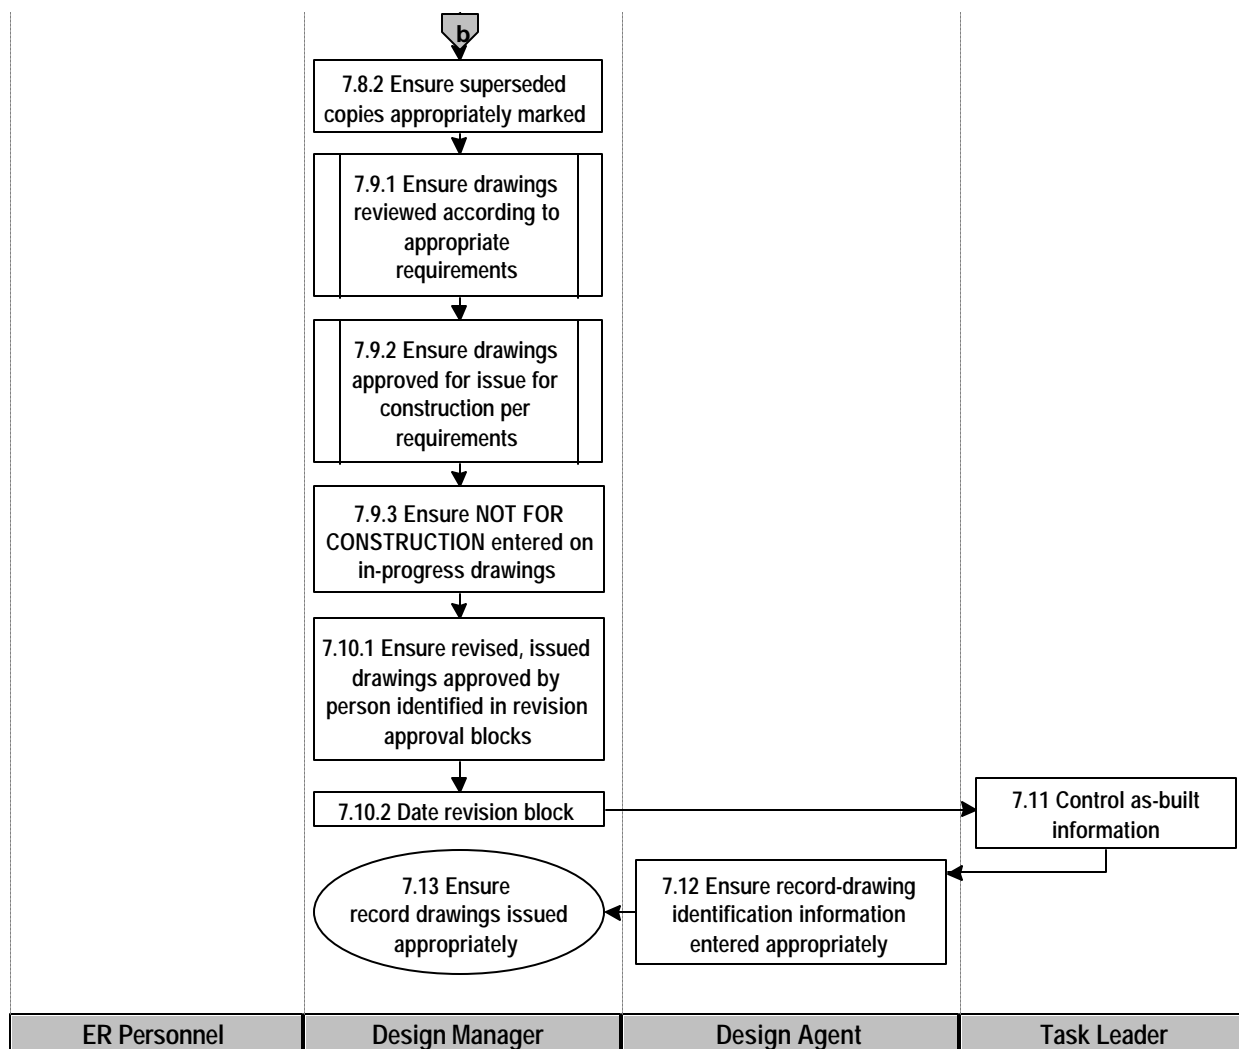 b
7.8.2 Ensure superseded
copies appropriately marked
7.9.1 Ensure drawings
reviewed according to
appropriate
requirements
7.9.2 Ensure drawings
approved for issue for
construction per
requirements
7.9.3 Ensure NOT FOR
CONSTRUCTION entered on
in-progress drawings
7.10.1 Ensure revised, issued
drawings approved by
person identified in revision
approval blocks
7.10.2 Date revision block
7.11 Control as-built
information
7.12 Ensure record-drawing
identification information
entered appropriately
7.13 Ensure
record drawings issued
appropriately
ER Personnel
Design Manager
Design Agent
Task Leader